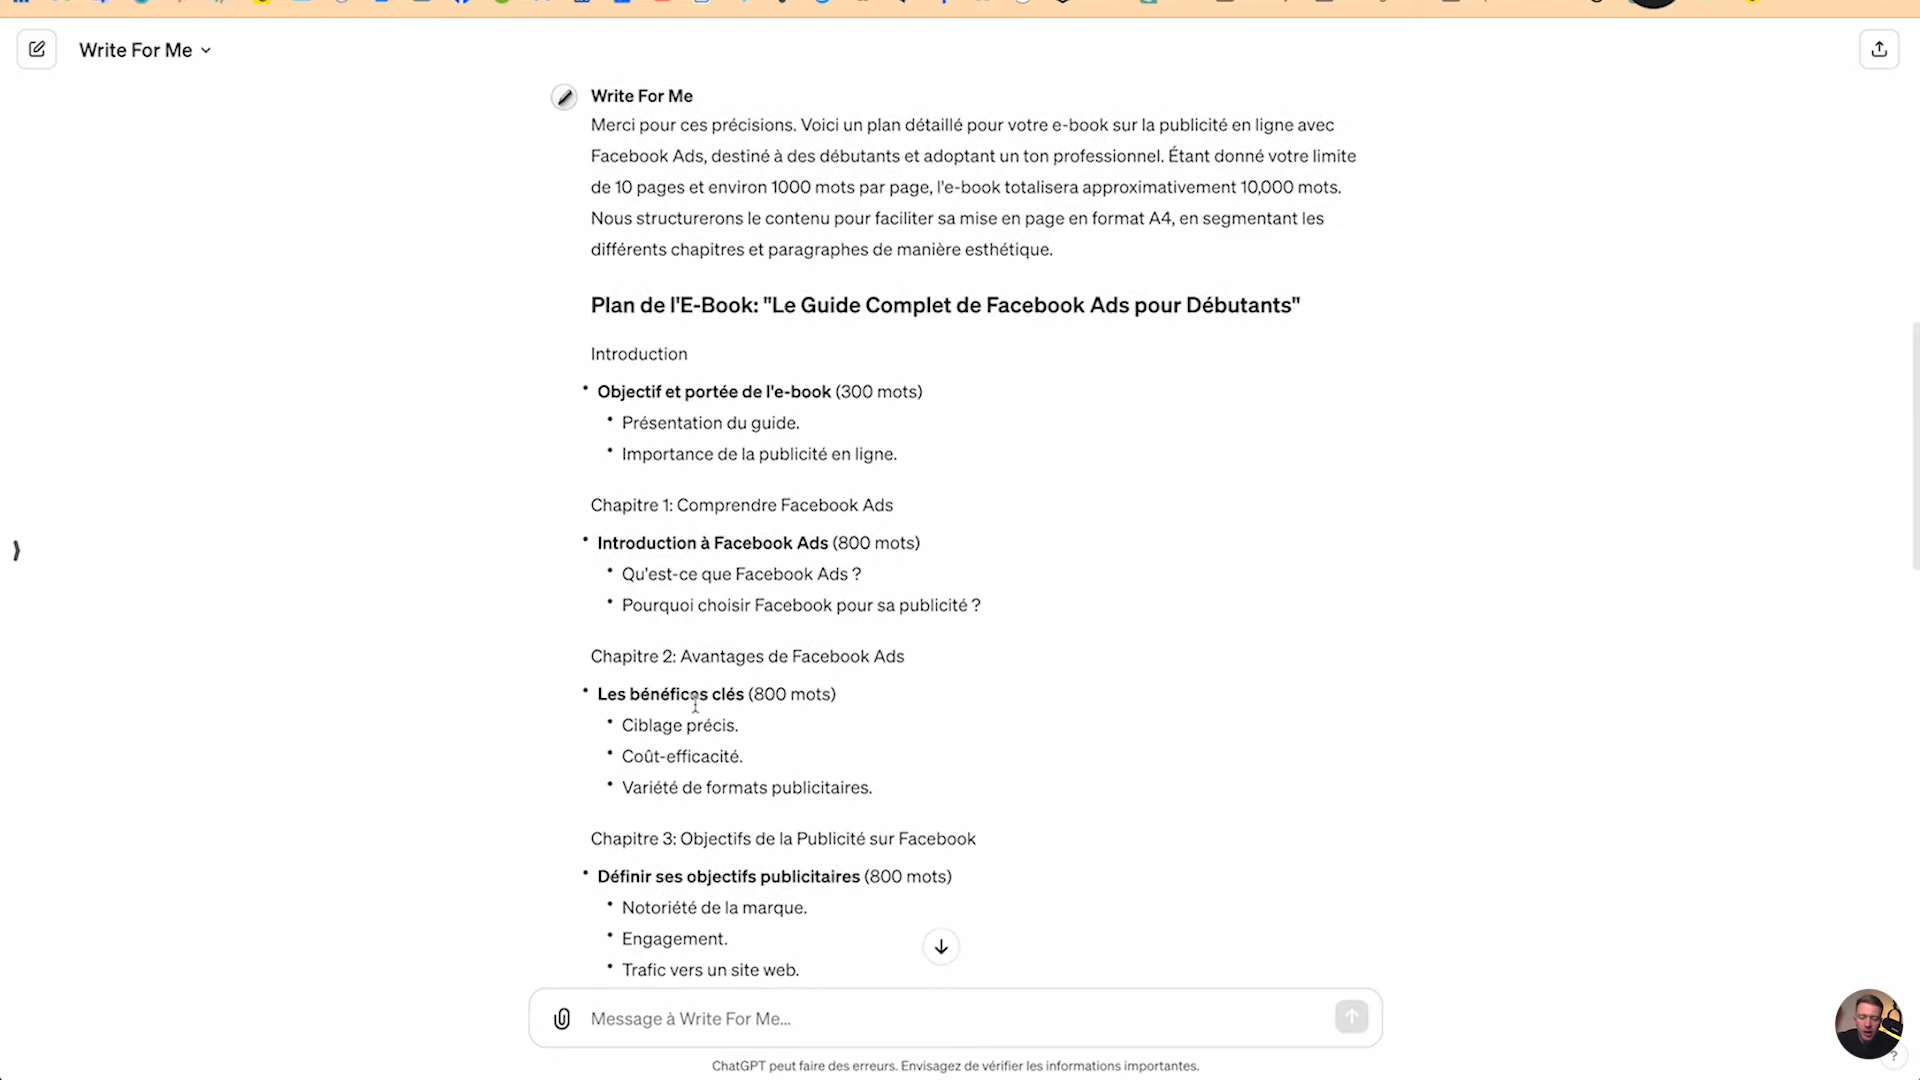 Write For Me
Write For Me
Merci pour ces précisions. Voici un plan détaillé pour votre e-book sur la publicité en ligne avec
Facebook Ads, destiné à des débutants et adoptant un ton professionnel. Étant donné votre limite
de 10 pages et environ 1000 mots par page, l'e-book totalisera approximativement 10,000 mots.
Nous structurerons le contenu pour faciliter sa mise en page en format A4, en segmentant les
différents chapitres et paragraphes de manière esthétique.
Plan de l'E-Book: "Le Guide Complet de Facebook Ads pour Débutants"
Introduction
• Objectif et portée de l'e-book (300 mots)
• Présentation du guide.
• Importance de la publicité en ligne.
Chapitre 1: Comprendre Facebook Ads
• Introduction à Facebook Ads (800 mots)
• Qu'est-ce que Facebook Ads ?
• Pourquoi choisir Facebook pour sa publicité ?
Chapitre 2: Avantages de Facebook Ads
• Les bénéfices clés (800 mots)
• Ciblage précis.
• Coût-efficacité.
• Variété de formats publicitaires.
Chapitre 3: Objectifs de la Publicité sur Facebook
• Définir ses objectifs publicitaires (800 mots)
• Notoriété de la marque.
• Engagement.
• Trafic vers un site web.
Message à Write For Me...
ChatGPT peut faire des erreurs. Envisagez de vérifier les informations importantes.
?